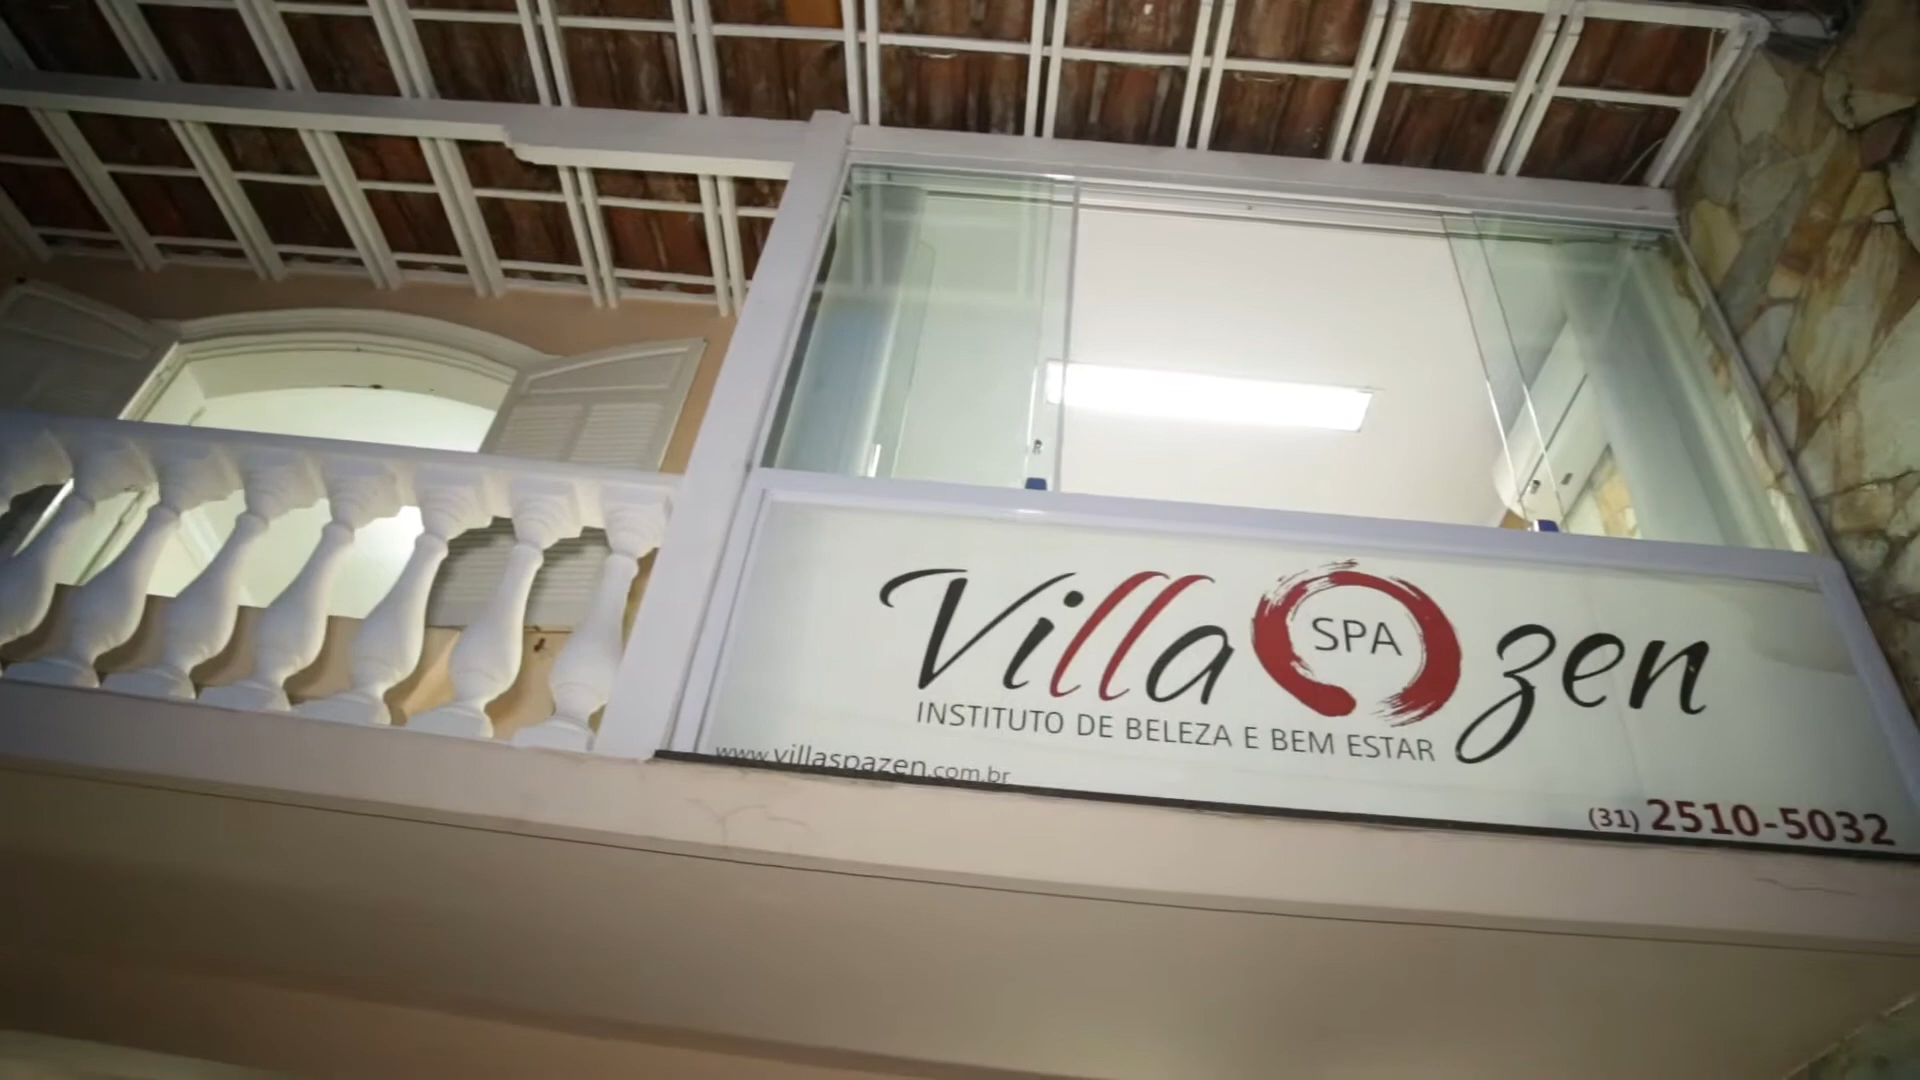 Villa SPA zen
INSTITUTO DE BELEZA E BEM ESTAR
www.villaspazen.com.br
(31) 2510-5032